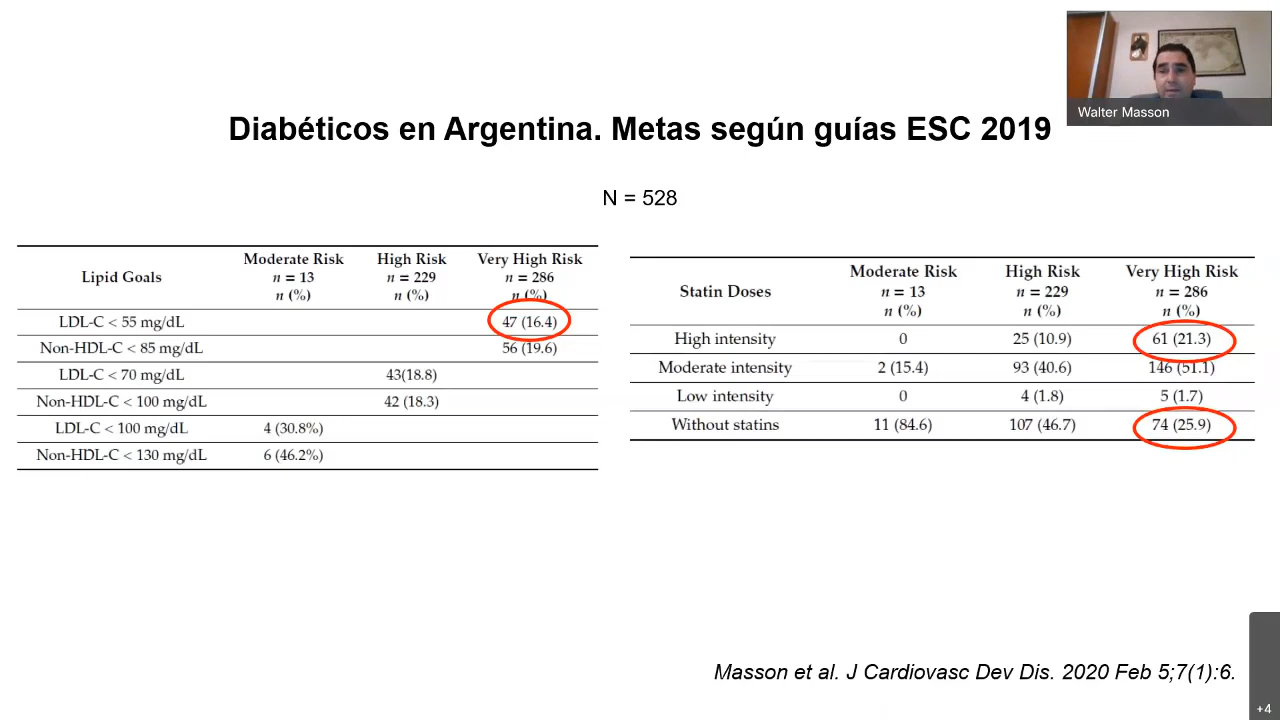 Walter Masson
Diabéticos en Argentina. Metas según guías ESC 2019
N = 528
Lipid Goals Moderate Risk n = 13 n (%) High Risk n = 229 n (%) Very High Risk n = 286 n (%)
LDL-C < 55 mg/dL 47 (16.4)
Non-HDL-C < 85 mg/dL 56 (19.6)
LDL-C < 70 mg/dL 43(18.8)
Non-HDL-C < 100 mg/dL 42 (18.3)
LDL-C < 100 mg/dL 4 (30.8%)
Non-HDL-C < 130 mg/dL 6 (46.2%)
Statin Doses Moderate Risk n = 13 n (%) High Risk n = 229 n (%) Very High Risk n = 286 n (%)
High intensity 0 25 (10.9) 61 (21.3)
Moderate intensity 2 (15.4) 93 (40.6) 146 (51.1)
Low intensity 0 4 (1.8) 5 (1.7)
Without statins 11 (84.6) 107 (46.7) 74 (25.9)
Masson et al. J Cardiovasc Dev Dis. 2020 Feb 5;7(1):6.
+4